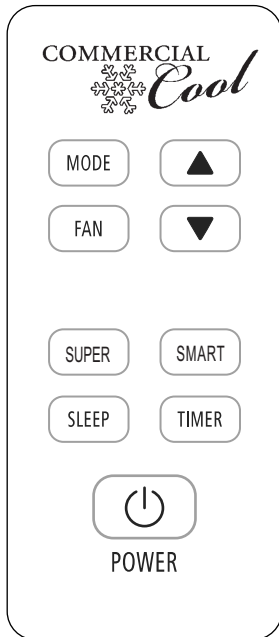 COMMERCIAL
Cool
MODE
FAN
SUPER SMART
SLEEP TIMER
POWER